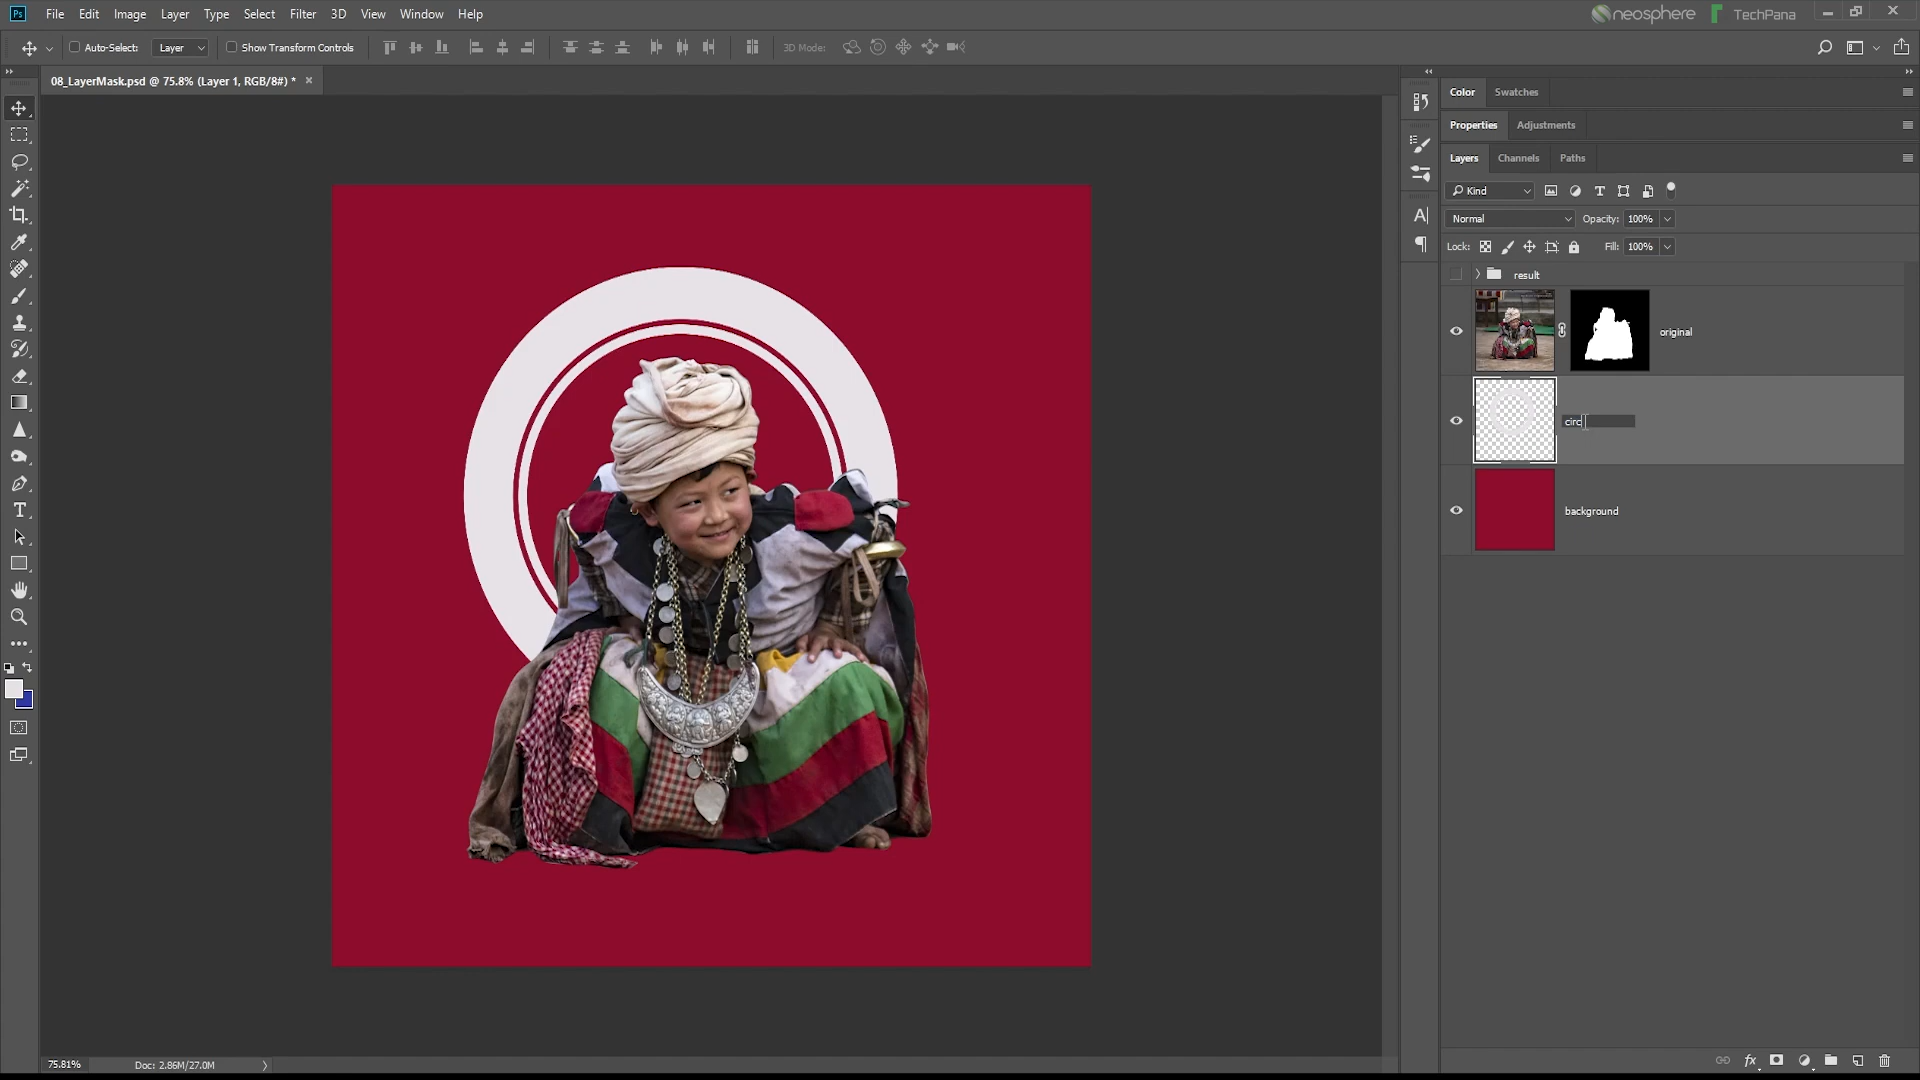 Ps File Edit Image Layer Type Select Filter 3D View Window Help neosphere TechPana
Auto-Select: Layer Show Transform Controls 3D Mode:
08_LayerMask.psd @ 75.8% (Layer 1, RGB/8#) * ×
Color Swatches
Properties Adjustments
Layers Channels Paths
Kind
Normal Opacity: 100%
Lock: Fill: 100%
result
original
circ
background
75.81% Doc: 2.86M/27.0M